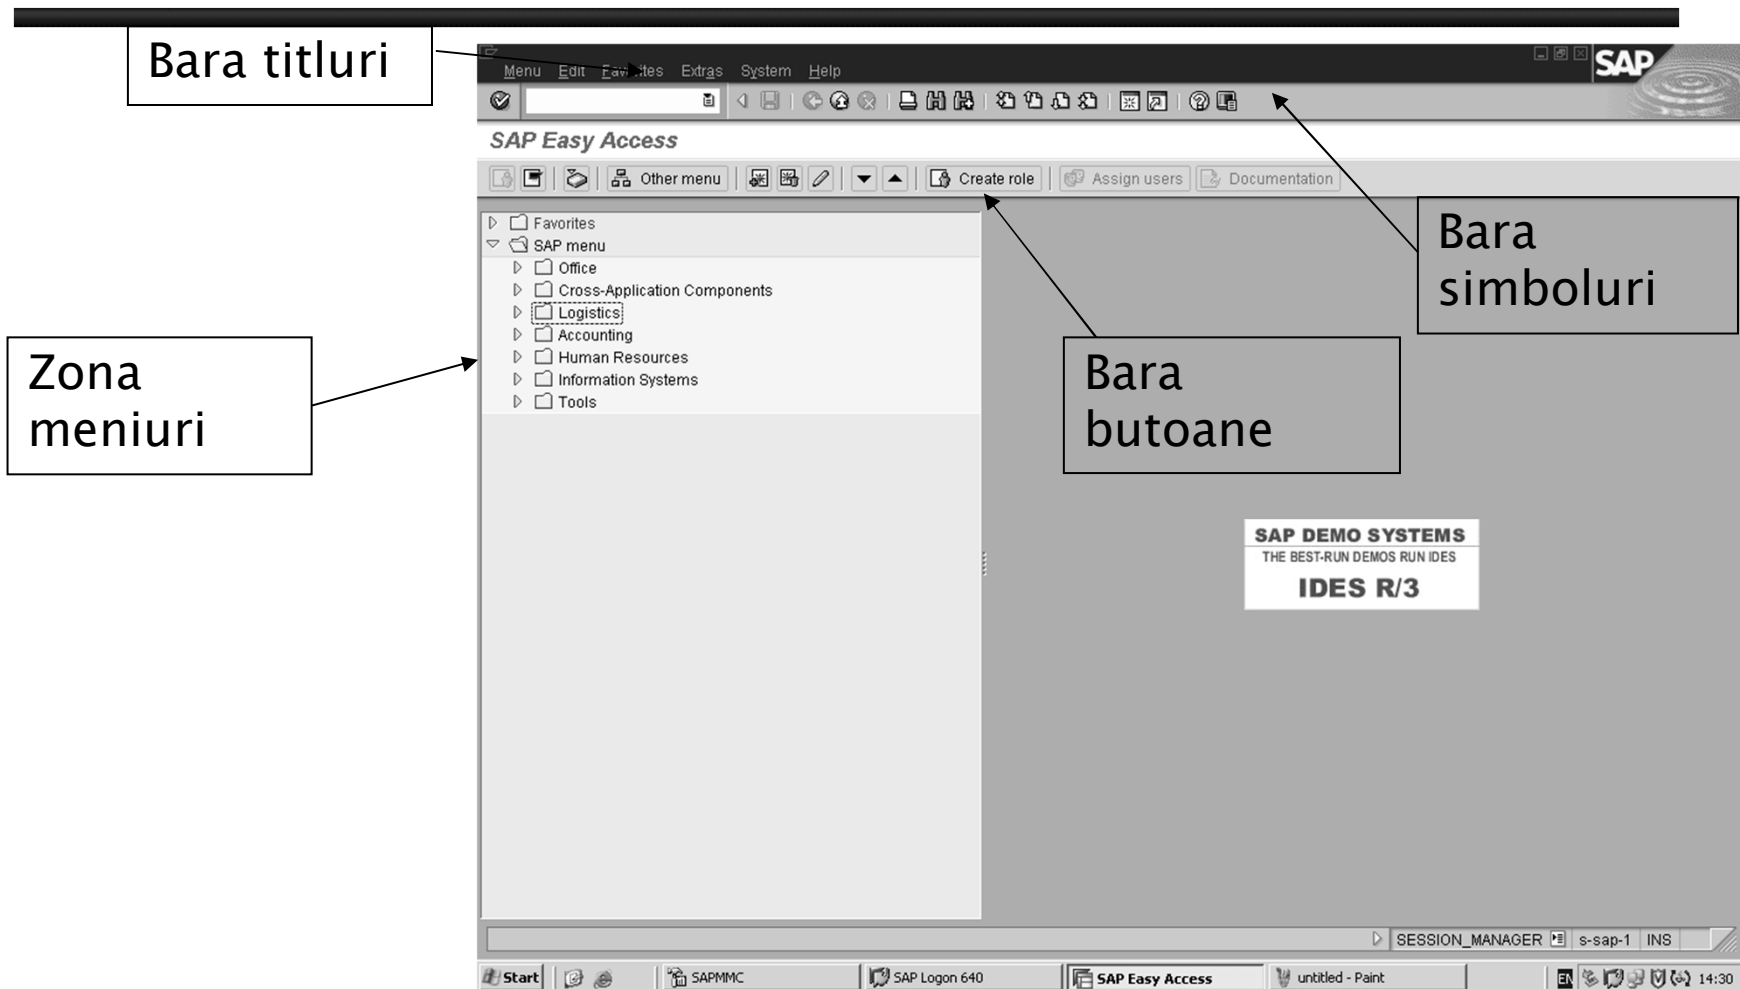 Bara titluri
Menu Edit Favorites Extras System Help
SAP
SAP Easy Access
Other menu Create role Assign users Documentation
Favorites
SAP menu
Office
Cross-Application Components
Logistics
Accounting
Human Resources
Information Systems
Tools
Bara
simboluri
Zona
meniuri
Bara
butoane
SAP DEMO SYSTEMS
THE BEST-RUN DEMOS RUN IDES
IDES R/3
SESSION_MANAGER s-sap-1 INS
Start SAPMMC SAP Logon 640 SAP Easy Access untitled - Paint EN 14:30